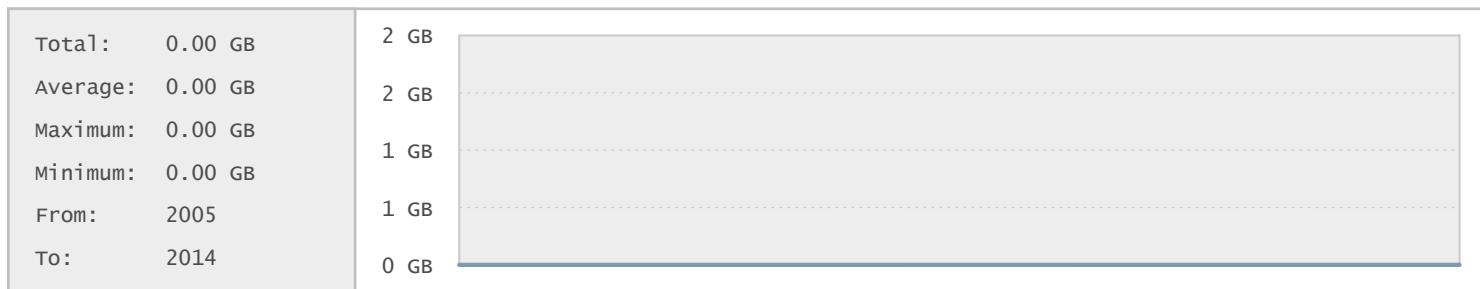 Total: 0.00 GB
Average: 0.00 GB
Maximum: 0.00 GB
Minimum: 0.00 GB
From: 2005
To: 2014
2 GB
2 GB
1 GB
1 GB
0 GB